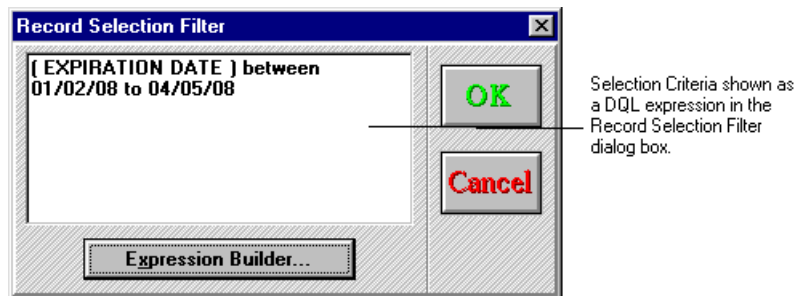 Record Selection Filter
( EXPIRATION DATE ) between
01/02/08 to 04/05/08
OK
Cancel
Expression Builder...
Selection Criteria shown as
a DQL expression in the
Record Selection Filter
dialog box.